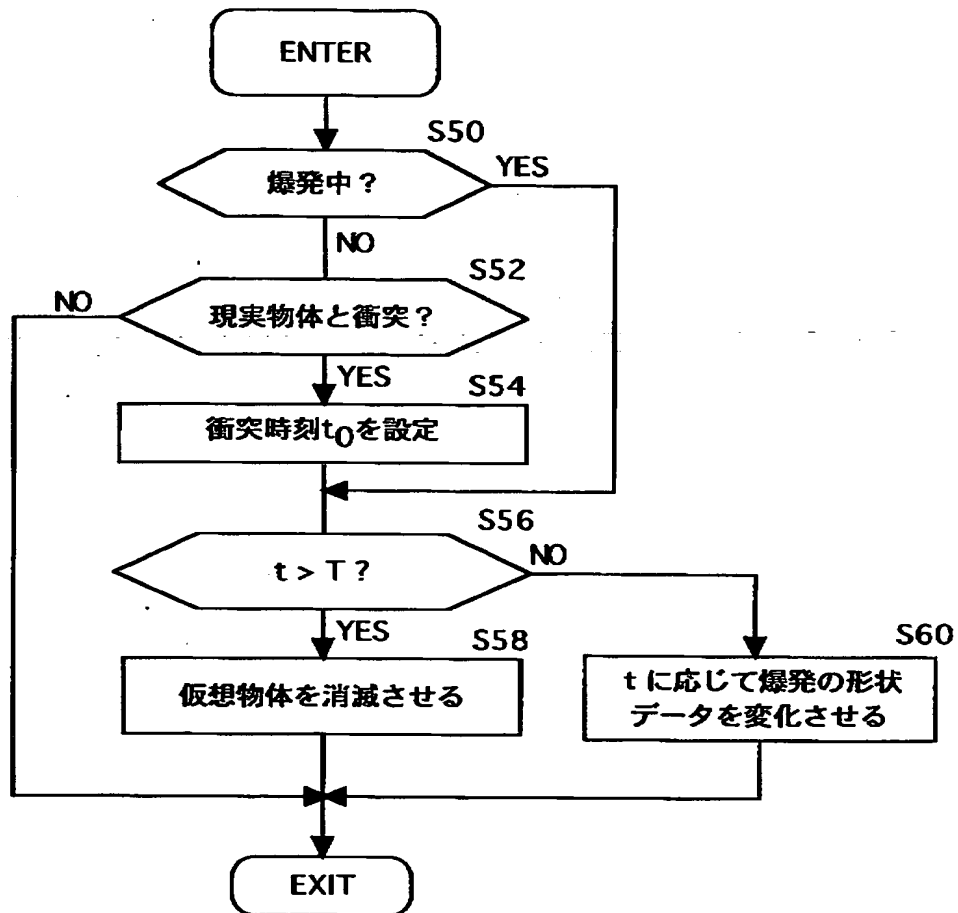 ENTER
S50
爆発中？
YES
NO
S52
NO
現実物体と衝突？
YES
S54
衝突時刻t0を設定
S56
t > T ?
NO
YES
S58
S60
仮想物体を消滅させる
t に応じて爆発の形状
データを変化させる
EXIT